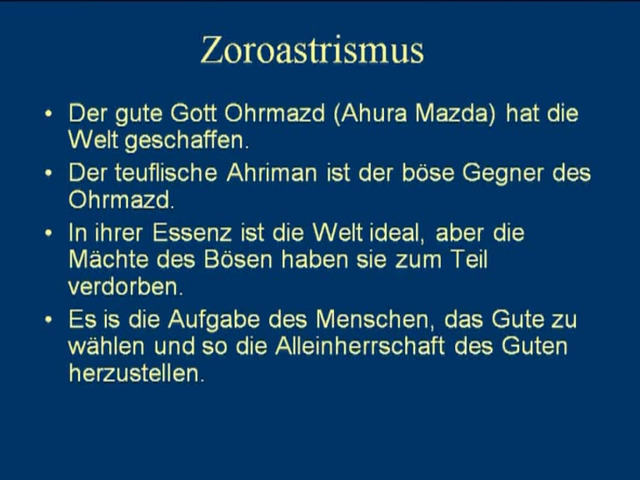 Zoroastrismus
• Der gute Gott Ohrmazd (Ahura Mazda) hat die
Welt geschaffen.
• Der teuflische Ahriman ist der böse Gegner des
Ohrmazd.
• In ihrer Essenz ist die Welt ideal, aber die
Mächte des Bösen haben sie zum Teil
verdorben.
• Es is die Aufgabe des Menschen, das Gute zu
wählen und so die Alleinherrschaft des Guten
herzustellen.